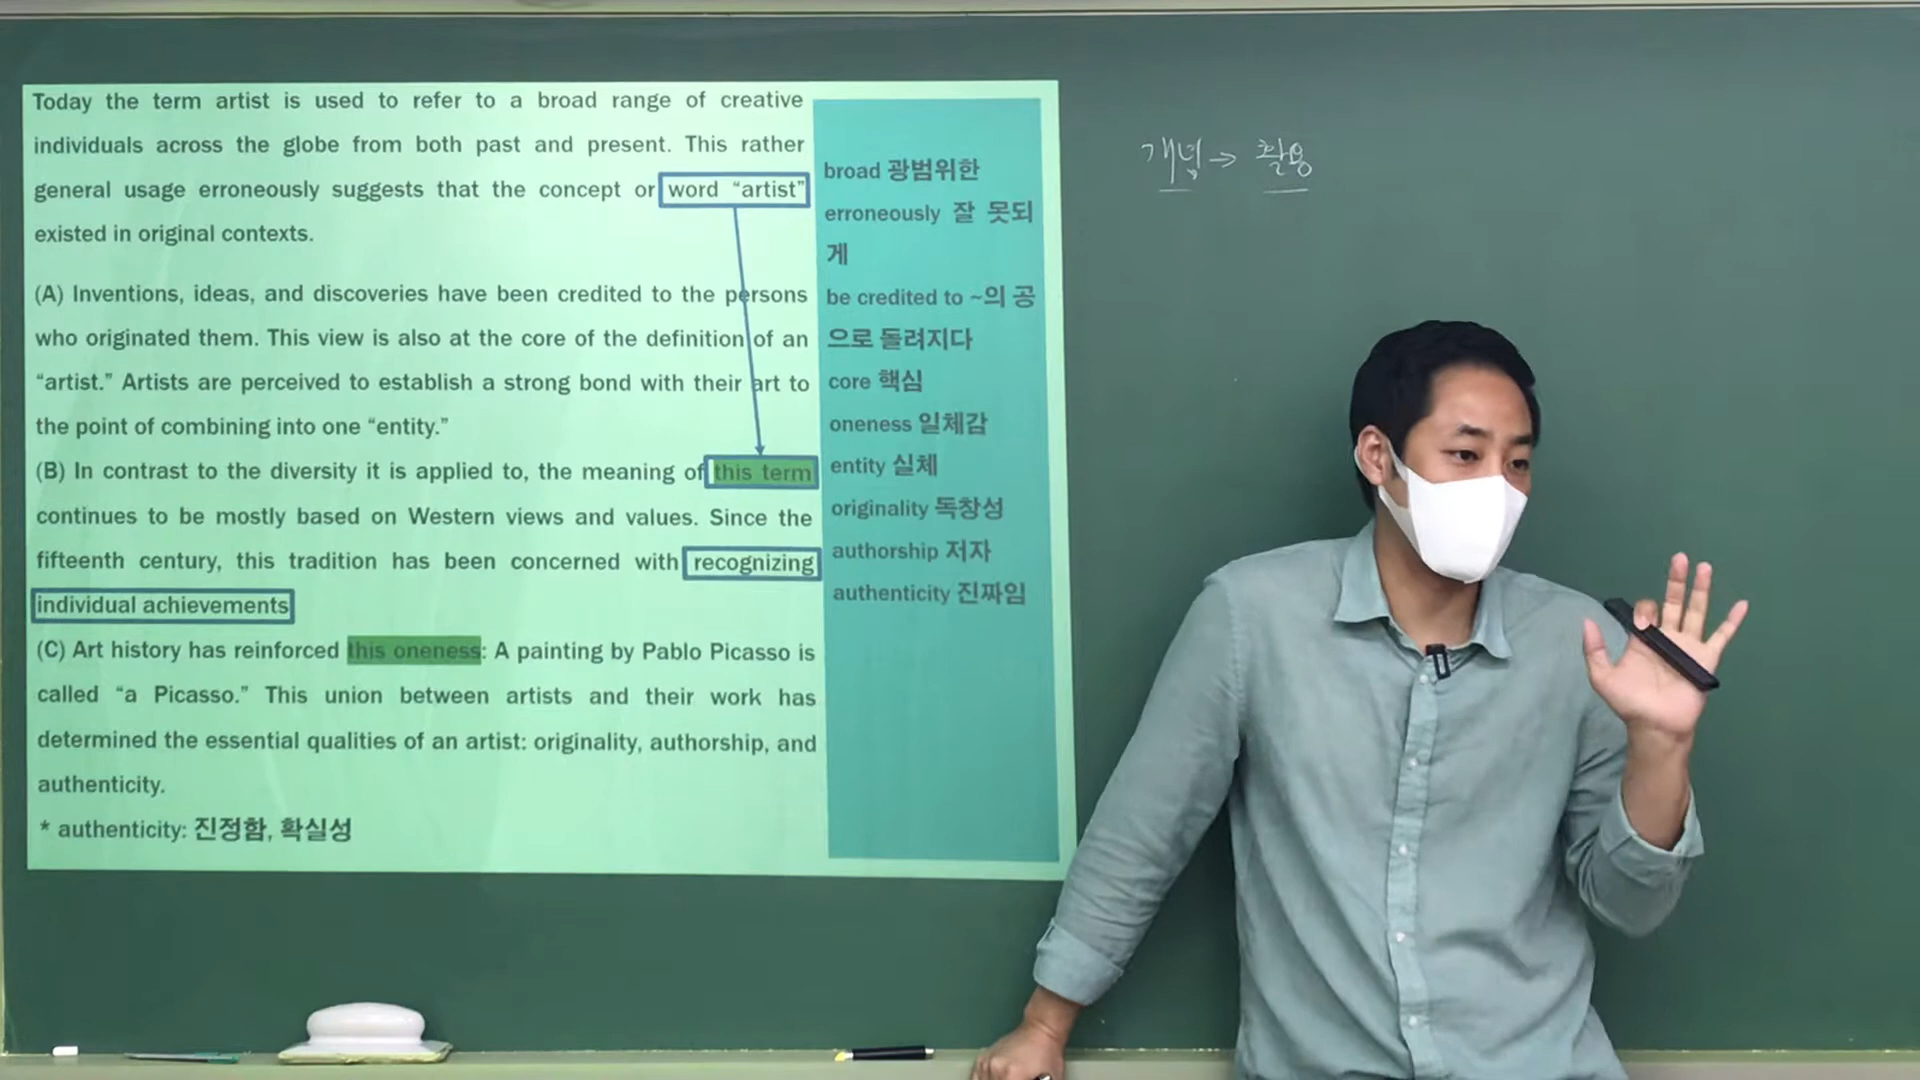 Today the term artist is used to refer to a broad range of creative
individuals across the globe from both past and present. This rather
general usage erroneously suggests that the concept or word “artist”
existed in original contexts.
(A) Inventions, ideas, and discoveries have been credited to the persons
who originated them. This view is also at the core of the definition of an
“artist.” Artists are perceived to establish a strong bond with their art to
the point of combining into one “entity.”
(B) In contrast to the diversity it is applied to, the meaning of this term
continues to be mostly based on Western views and values. Since the
fifteenth century, this tradition has been concerned with recognizing
individual achievements
(C) Art history has reinforced this oneness: A painting by Pablo Picasso is
called “a Picasso.” This union between artists and their work has
determined the essential qualities of an artist: originality, authorship, and
authenticity.
* authenticity: 진정함, 확실성
broad 광범위한
erroneously 잘 못되
게
be credited to ~의 공
으로 돌려지다
core 핵심
oneness 일체감
entity 실체
originality 독창성
authorship 저자
authenticity 진짜임
개념 → 활용